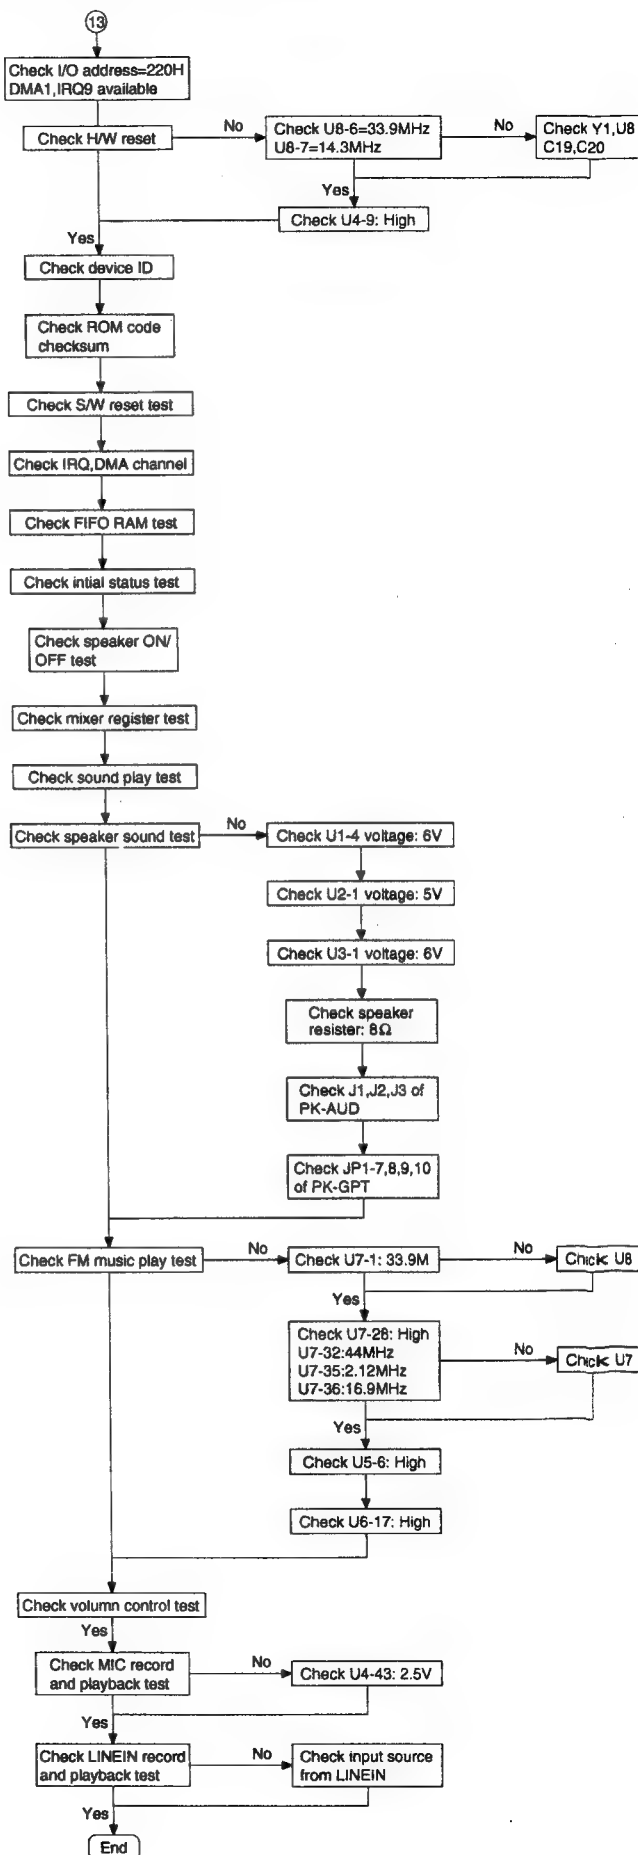 13
Check I/O address=220H
DMA1,IRQ9 available
Check H/W reset
No
Check U8-6=33.9MHz
U8-7=14.3MHz
No
Check Y1,U8
C19,C20
Yes
Check U4-9: High
Yes
Check device ID
Check ROM code
checksum
Check S/W reset test
Check IRQ,DMA channel
Check FIFO RAM test
Check intial status test
Check speaker ON/
OFF test
Check mixer register test
Check sound play test
Check speaker sound test
No
Check U1-4 voltage: 6V
Check U2-1 voltage: 5V
Check U3-1 voltage: 6V
Check speaker
resister: 8Ω
Check J1,J2,J3 of
PK-AUD
Check JP1-7,8,9,10
of PK-GPT
Check FM music play test
No
Check U7-1: 33.9M
No
Chick U8
Yes
Check U7-28: High
U7-32:44MHz
U7-35:2.12MHz
U7-36:16.9MHz
No
Chick U7
Yes
Check U5-6: High
Check U6-17: High
Check volumn control test
Yes
Check MIC record
and playback test
No
Check U4-43: 2.5V
Yes
Check LINEIN record
and playback test
No
Check input source
from LINEIN
Yes
End